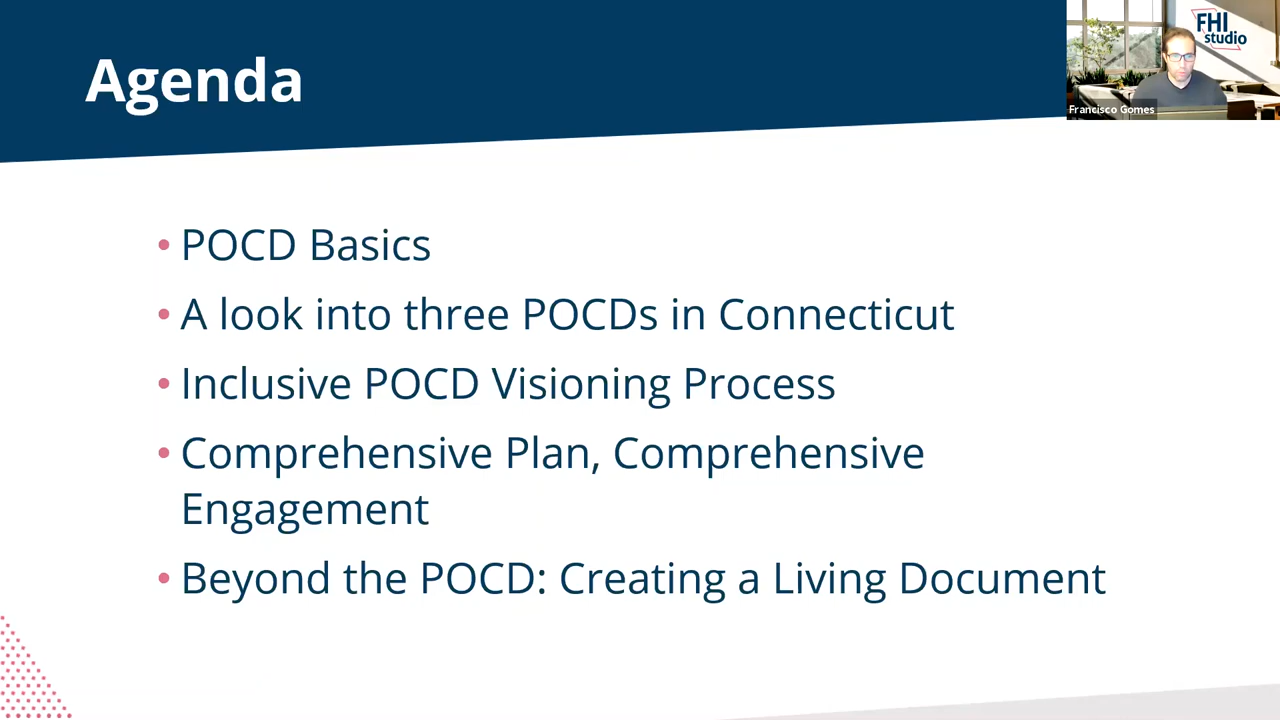 Agenda
FHI
studio
Francisco Gomes
• POCD Basics
• A look into three POCDs in Connecticut
• Inclusive POCD Visioning Process
• Comprehensive Plan, Comprehensive
Engagement
• Beyond the POCD: Creating a Living Document